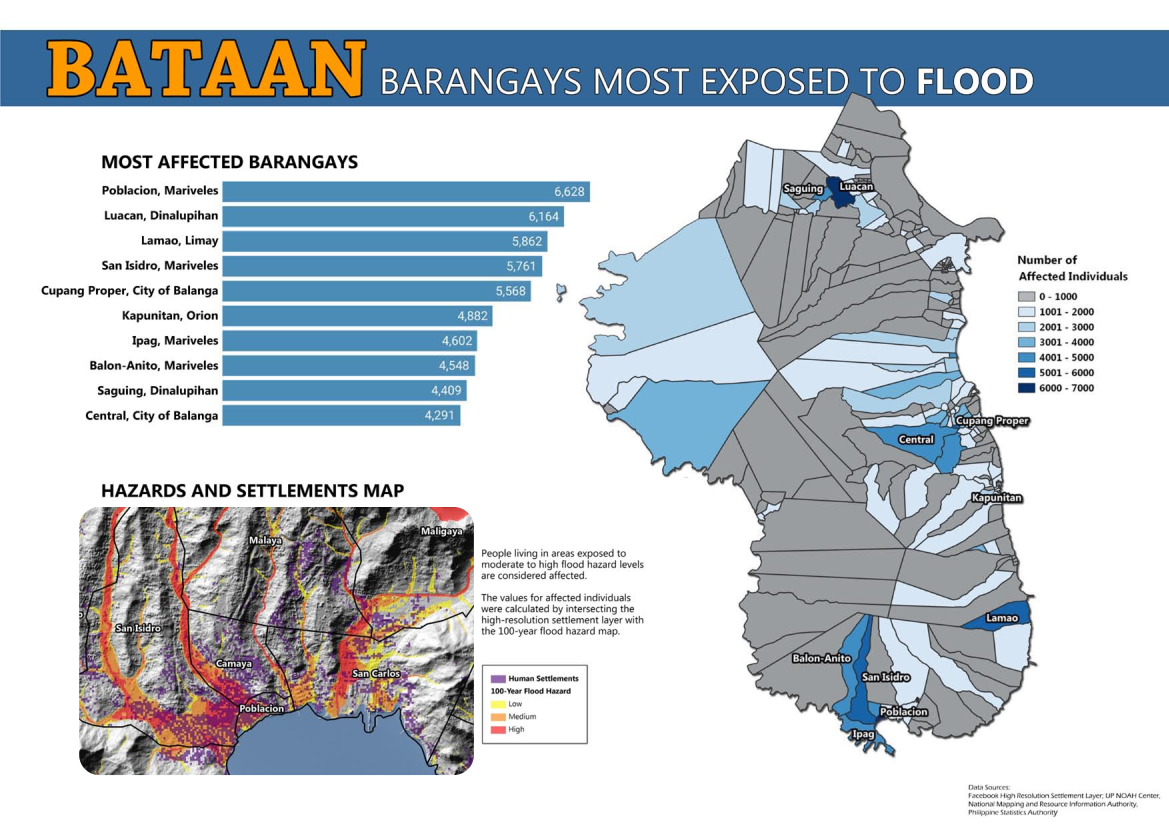 BATAAN BARANGAYS MOST EXPOSED TO FLOOD
MOST AFFECTED BARANGAYS
Poblacion, Mariveles 6,628
Luacan, Dinalupihan 6,164
Lamao, Limay 5,862
San Isidro, Mariveles 5,761
Cupang Proper, City of Balanga 5,568
Kapunitan, Orion 4,882
Ipag, Mariveles 4,602
Balon-Anito, Mariveles 4,548
Saguing, Dinalupihan 4,409
Central, City of Balanga 4,291
Saguing
Luacan
Cupang Proper
Central
Kapunitan
Lamao
Balon-Anito
San Isidro
Poblacion
Ipag
Number of
Affected Individuals
0 - 1000
1001 - 2000
2001 - 3000
3001 - 4000
4001 - 5000
5001 - 6000
6000 - 7000
HAZARDS AND SETTLEMENTS MAP
Maligaya
Malaya
San Isidro
Camaya
San Carlos
Poblacion
People living in areas exposed to
moderate to high flood hazard levels
are considered affected.
The values for affected individuals
were calculated by intersecting the
high-resolution settlement layer with
the 100-year flood hazard map.
Human Settlements
100-Year Flood Hazard
Low
Medium
High
Data Sources:
Facebook High Resolution Settlement Layer; UP NOAH Center,
National Mapping and Resource Information Authority,
Philippine Statistics Authority